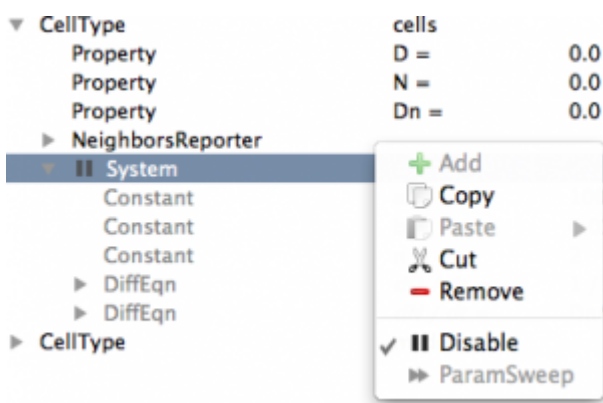 CellType cells
Property D = 0.0
Property N = 0.0
Property Dn = 0.0
NeighborsReporter
System
Constant
Constant
Constant
DiffEqn
DiffEqn
CellType
Add
Copy
Paste
Cut
Remove
Disable
ParamSweep